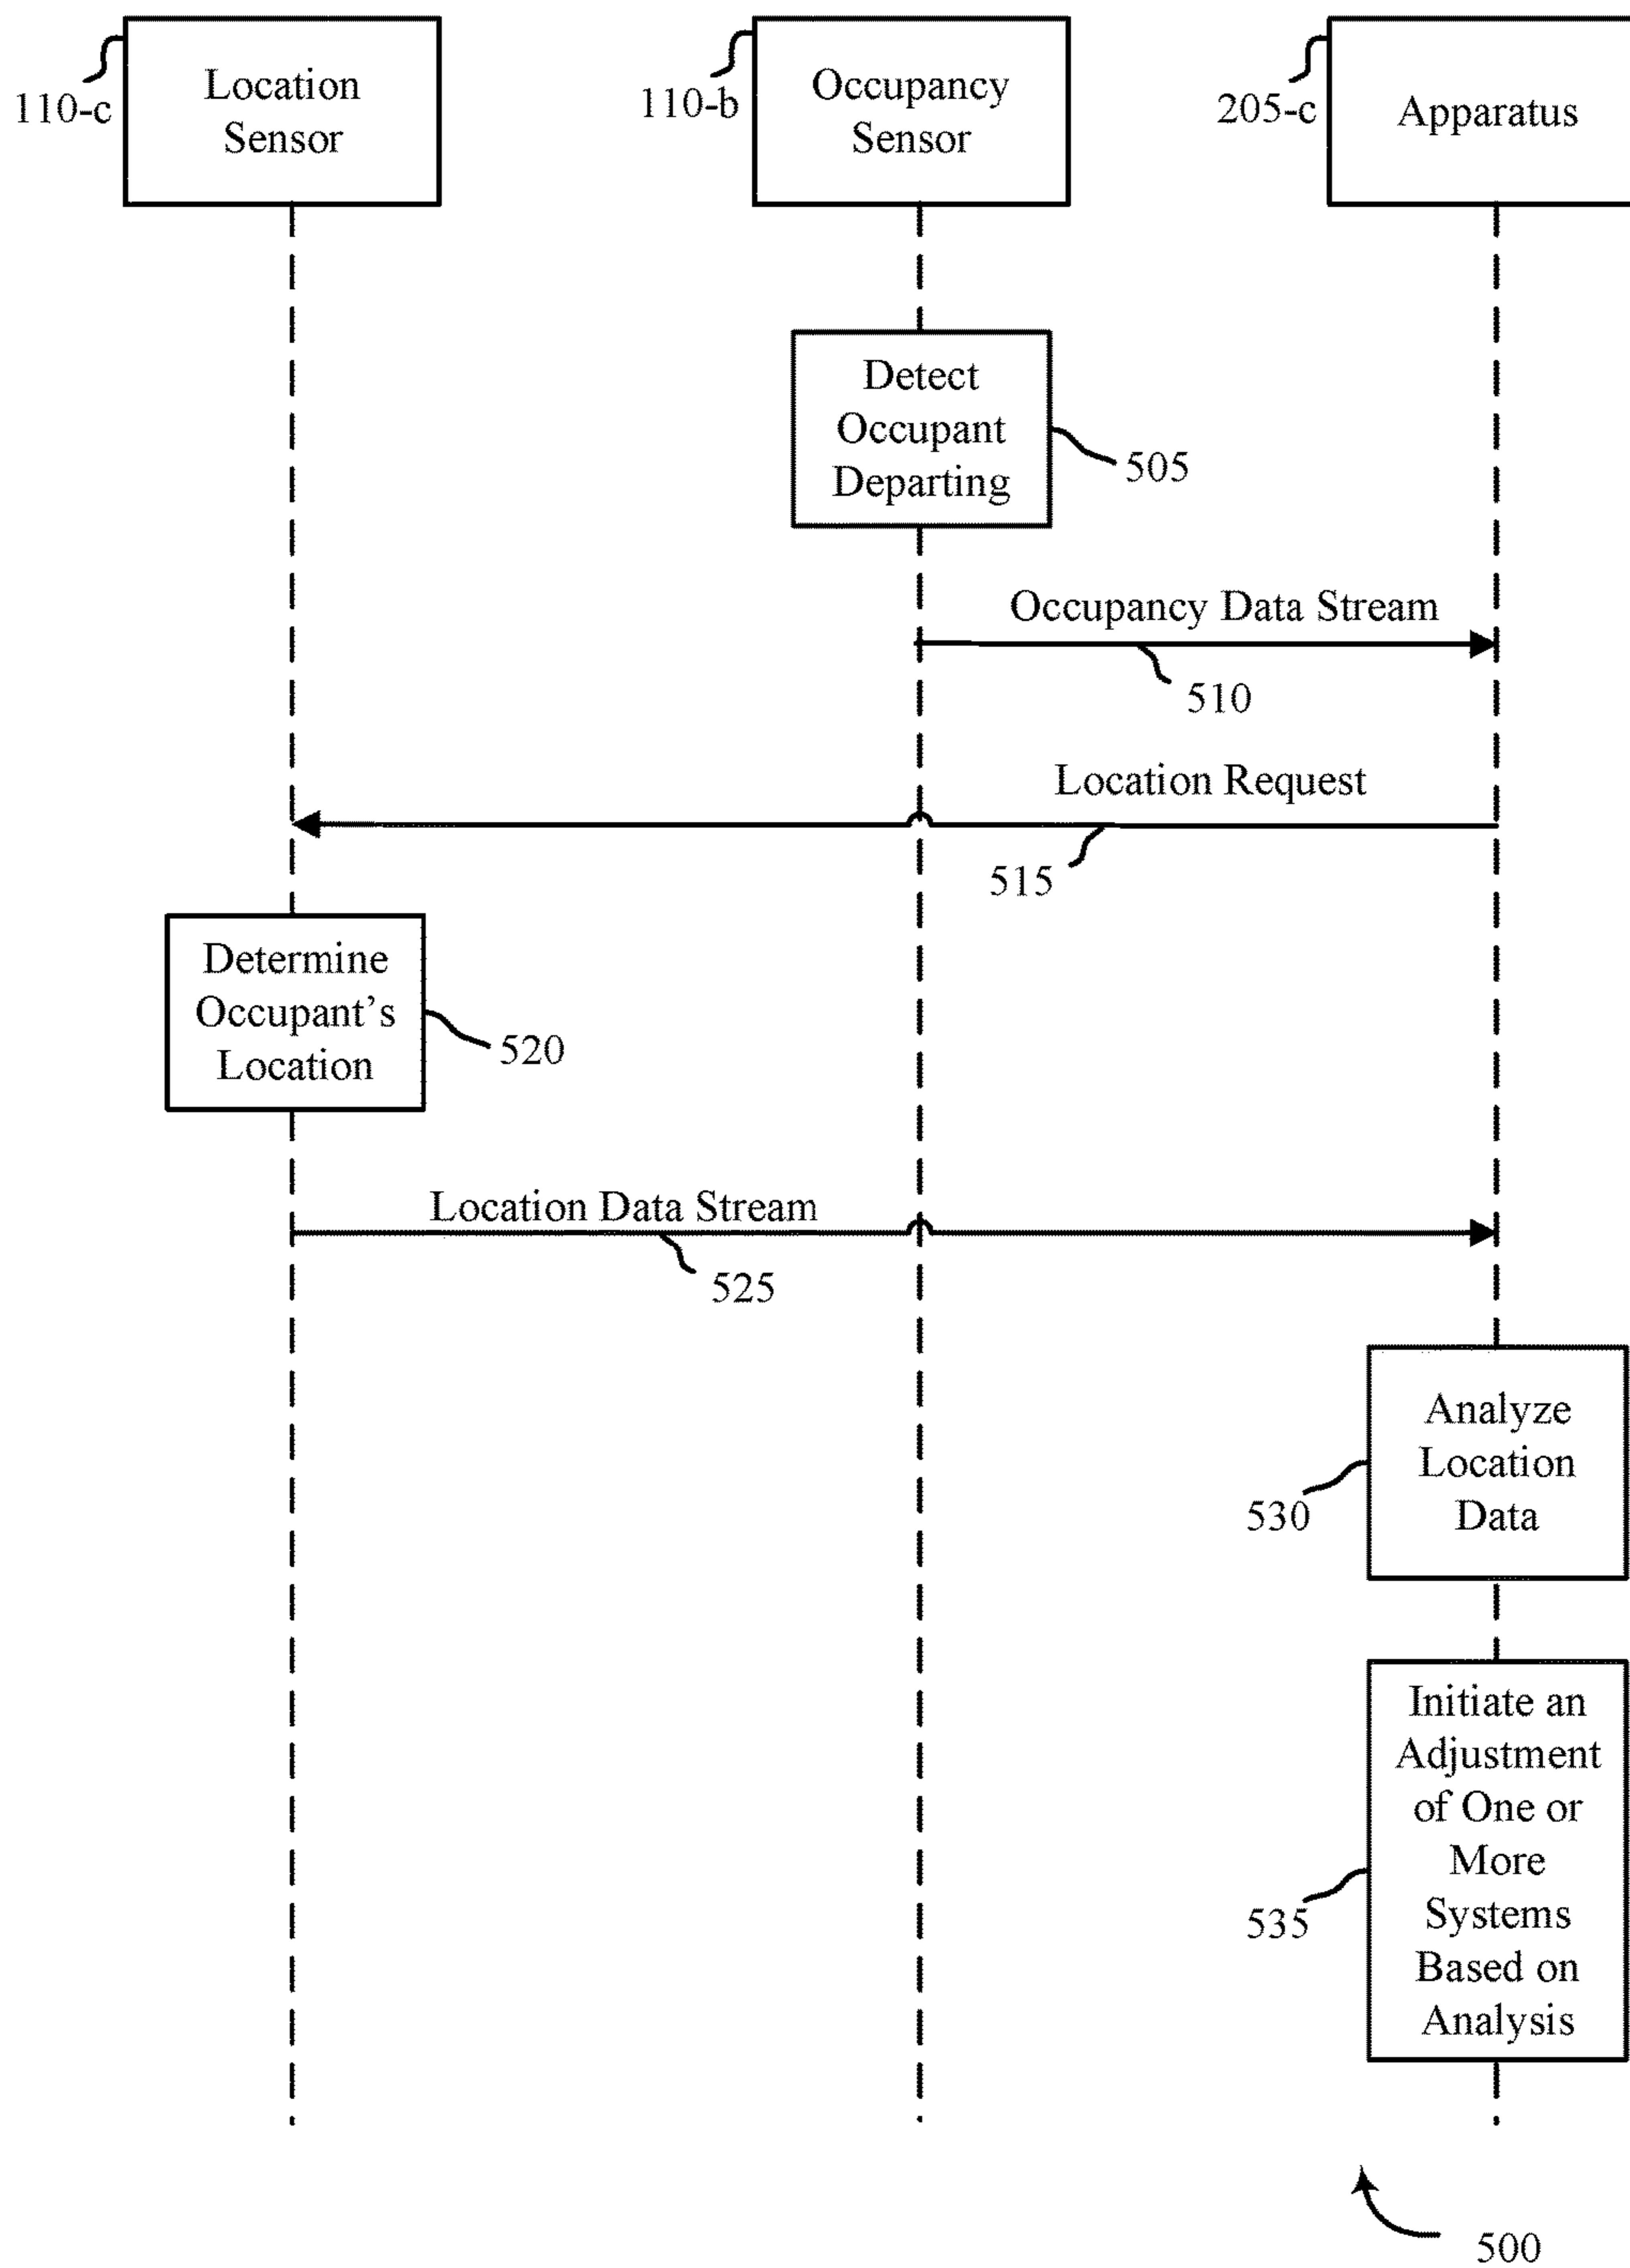 110-c
Location
Sensor
110-b
Occupancy
Sensor
205-c
Apparatus
Detect
Occupant
Departing
505
Occupancy Data Stream
510
Location Request
515
Determine
Occupant's
Location
520
Location Data Stream
525
Analyze
Location
Data
530
Initiate an
Adjustment
of One or
More
Systems
Based on
Analysis
535
500